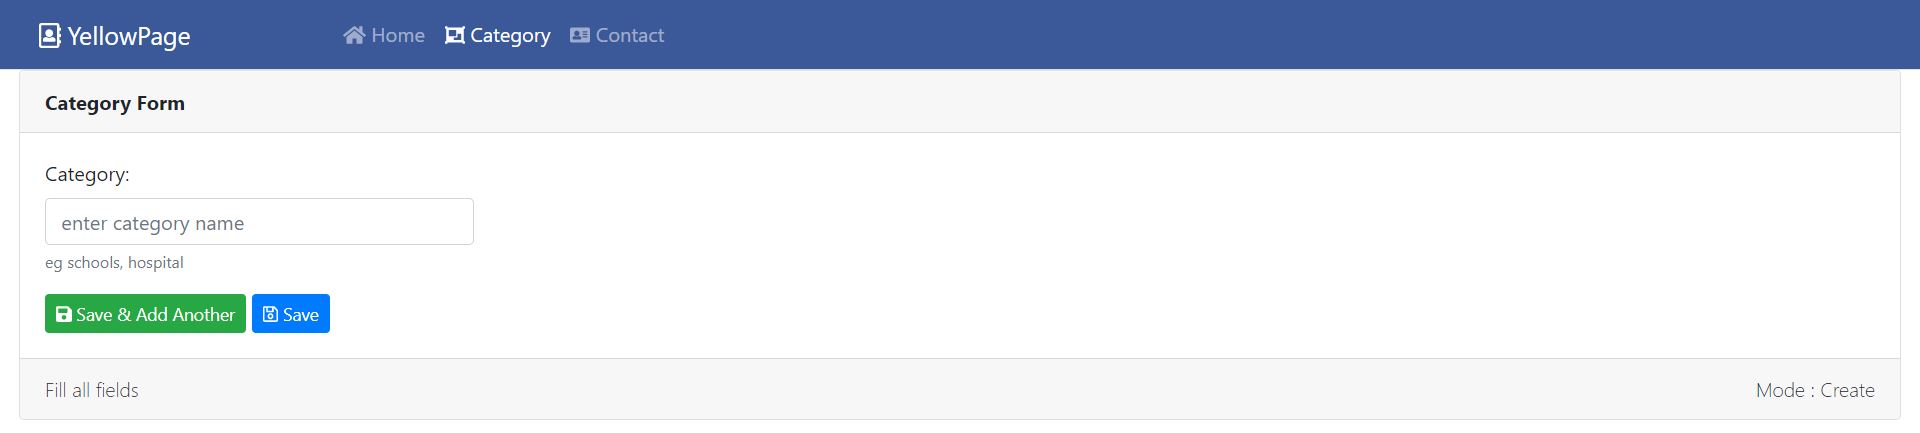 YellowPage Home Category Contact
Category Form
Category:
enter category name
eg schools, hospital
Save & Add Another Save
Fill all fields Mode : Create